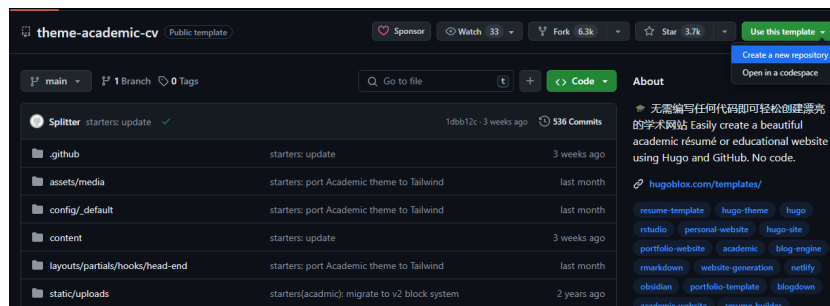 theme-academic-cv Public template
Sponsor Watch 33 Fork 6.3k Star 3.7k Use this template
Create a new repository
Open in a codespace
main 1 Branch 0 Tags Go to file t Code
Splitter starters: update 1dbb12c · 3 weeks ago 536 Commits
.github starters: update 3 weeks ago
assets/media starters: port Academic theme to Tailwind last month
config/_default starters: port Academic theme to Tailwind last month
content starters: update 3 weeks ago
layouts/partials/hooks/head-end starters: port Academic theme to Tailwind last month
static/uploads starters(acadmic): migrate to v2 block system 2 years ago
About
🎓 无需编写任何代码即可轻松创建漂亮
的学术网站 Easily create a beautiful
academic résumé or educational website
using Hugo and GitHub. No code.
hugoblox.com/templates/
resume-template hugo-theme hugo
rstudio personal-website hugo-site
portfolio-website academic blog-engine
rmarkdown website-generation netlify
obsidian portfolio-template blogdown
academic-website resume-builder